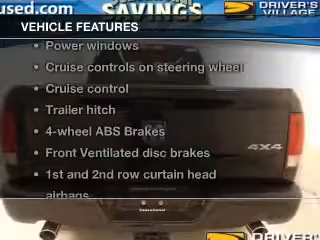 used.com
SAVINGS
DRIVER'S
VILLAGE
VEHICLE FEATURES
• Power windows
• Cruise controls on steering wheel
• Cruise control
• Trailer hitch
• 4-wheel ABS Brakes
• Front Ventilated disc brakes
4X4
• 1st and 2nd row curtain head
airbags
DRIVER'S